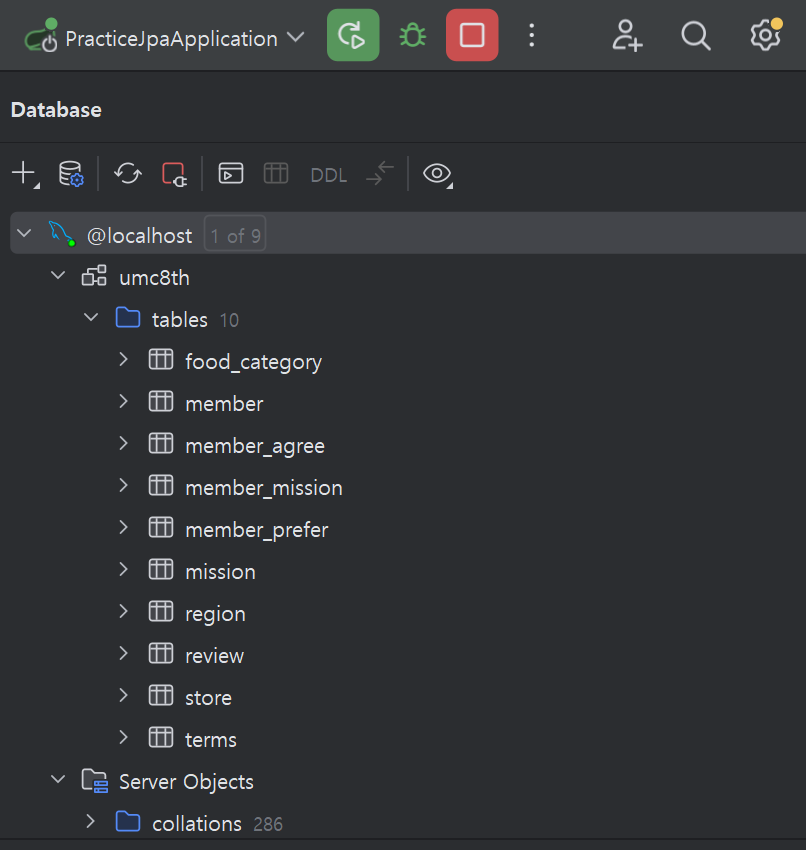 PracticeJpaApplication
Database
DDL
@localhost 1 of 9
umc8th
tables 10
food_category
member
member_agree
member_mission
member_prefer
mission
region
review
store
terms
Server Objects
collations 286